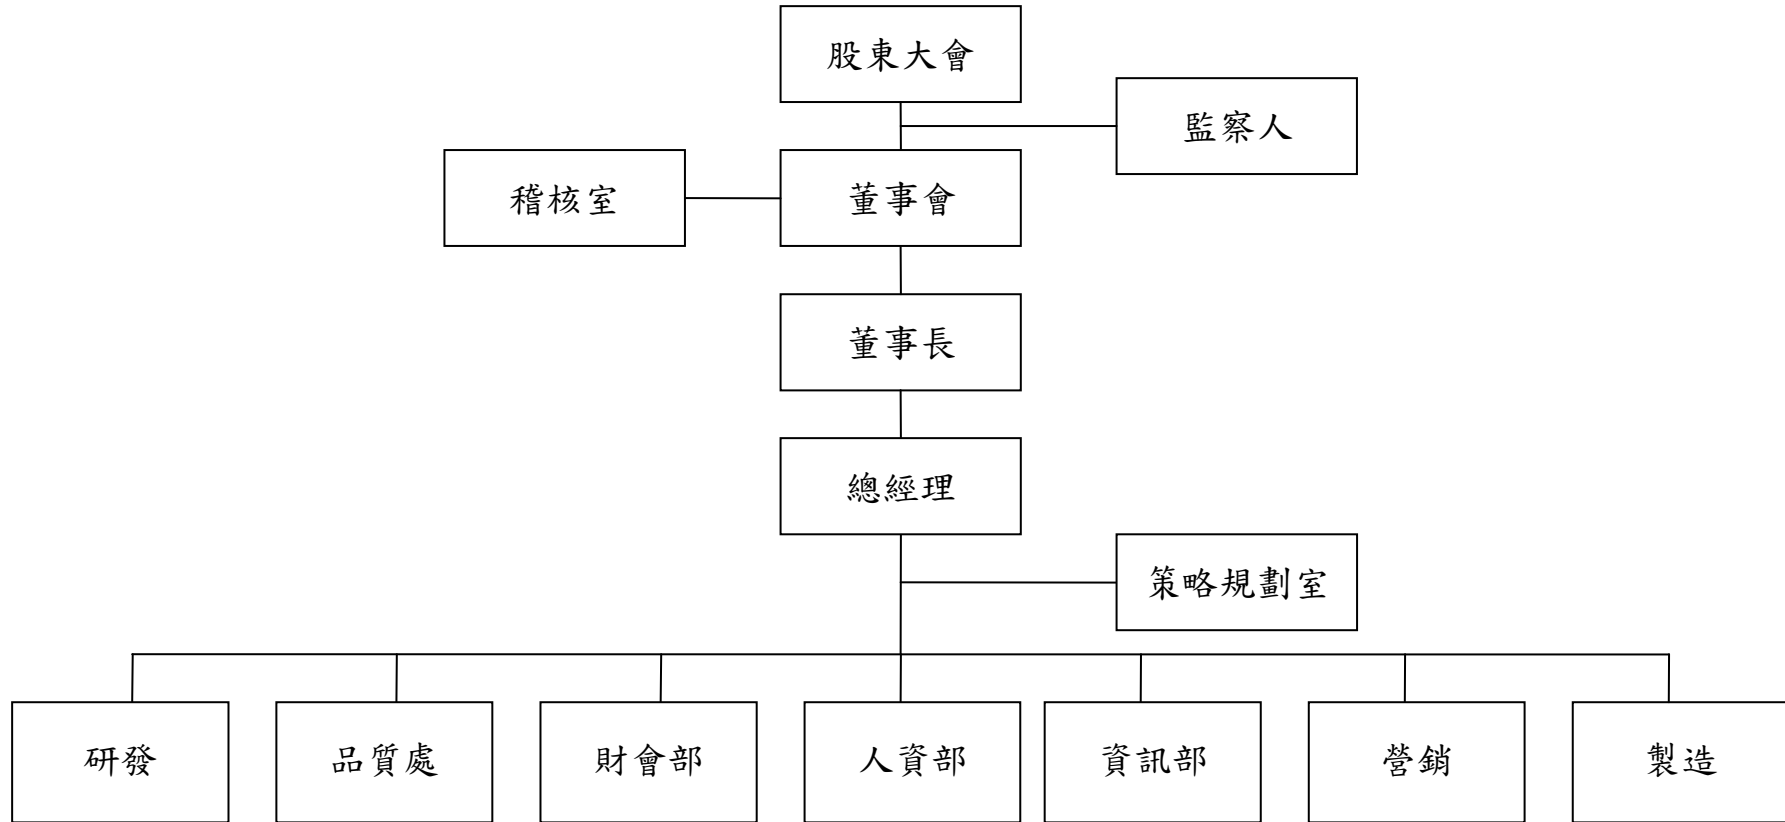 股東大會
監察人
稽核室
董事會
董事長
總經理
策略規劃室
研發
品質處
財會部
人資部
資訊部
營銷
製造